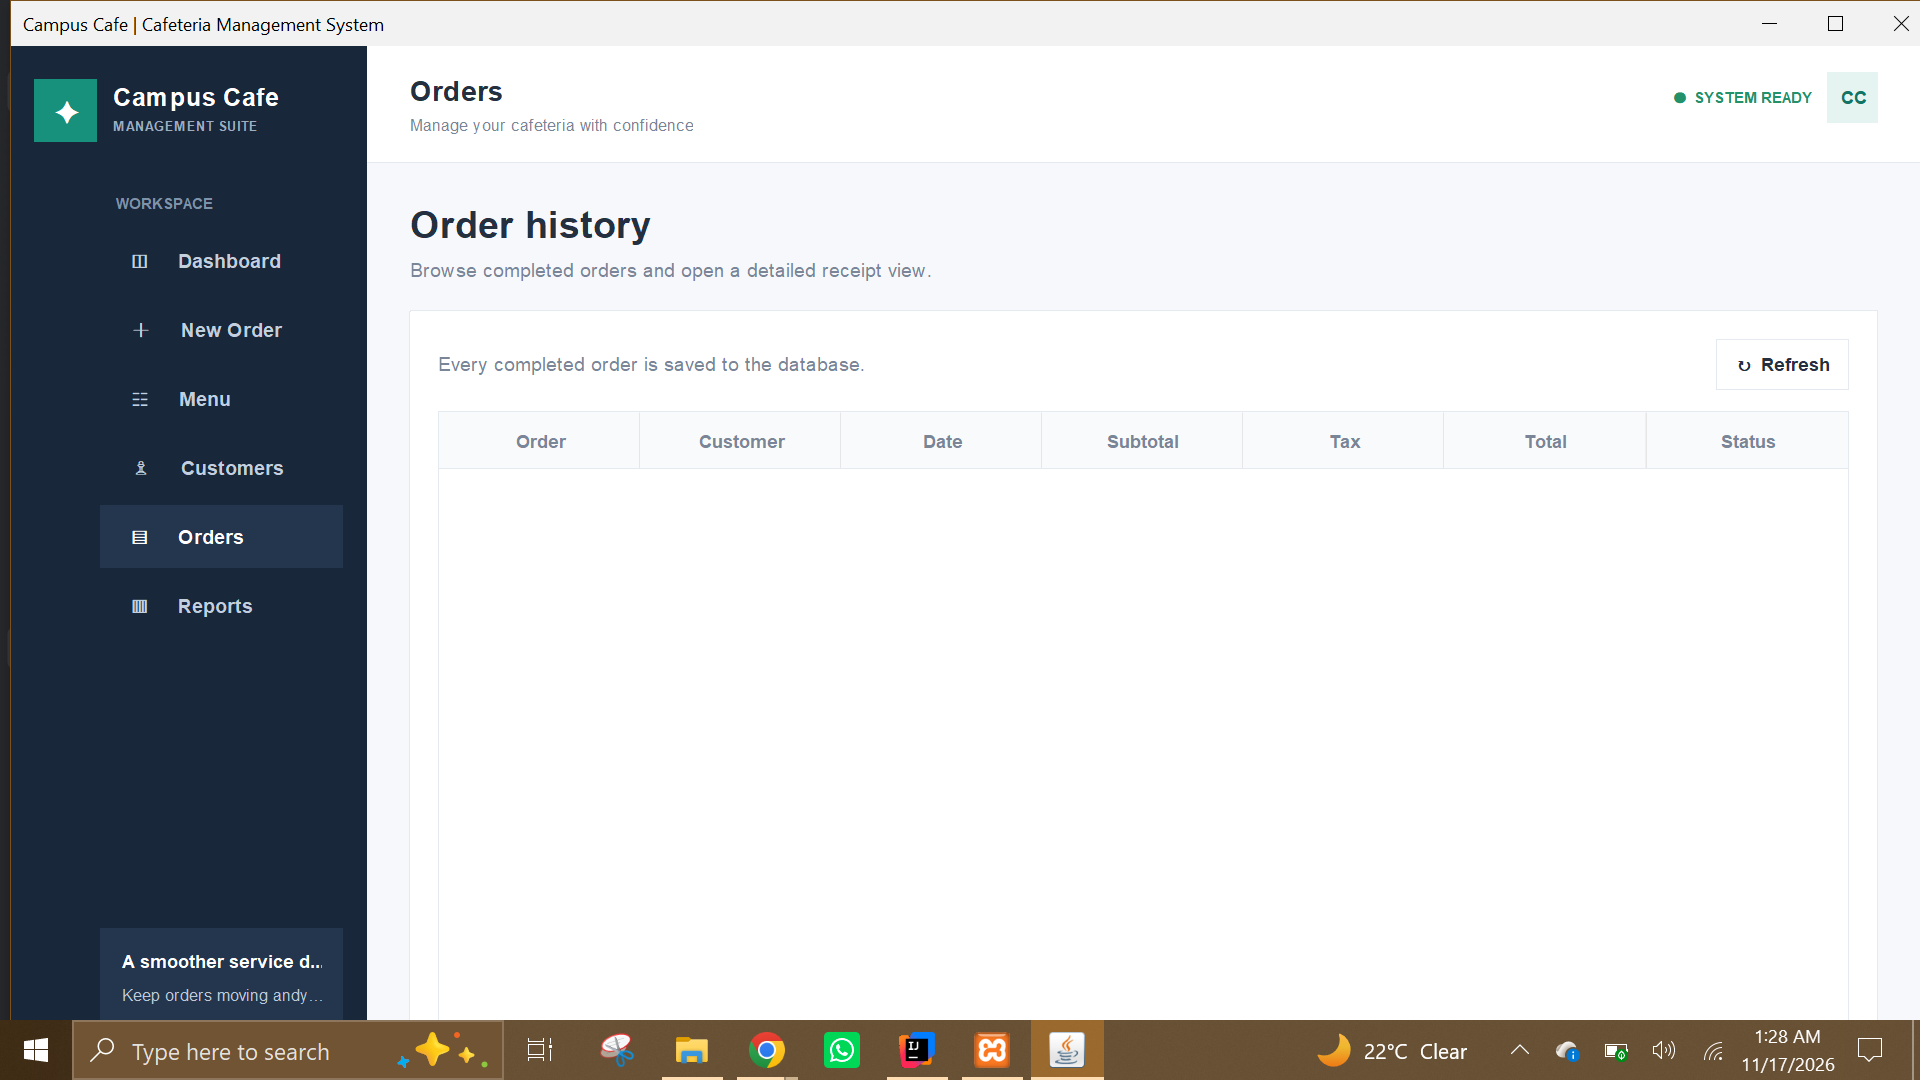 Campus Cafe | Cafeteria Management System
Campus Cafe
MANAGEMENT SUITE
WORKSPACE
Dashboard
New Order
Menu
Customers
Orders
Reports
A smoother service d...
Keep orders moving andy...
Orders
Manage your cafeteria with confidence
SYSTEM READY
CC
Order history
Browse completed orders and open a detailed receipt view.
Every completed order is saved to the database.
↻ Refresh
Order Customer Date Subtotal Tax Total Status
Type here to search
22°C Clear
1:28 AM
11/17/2026